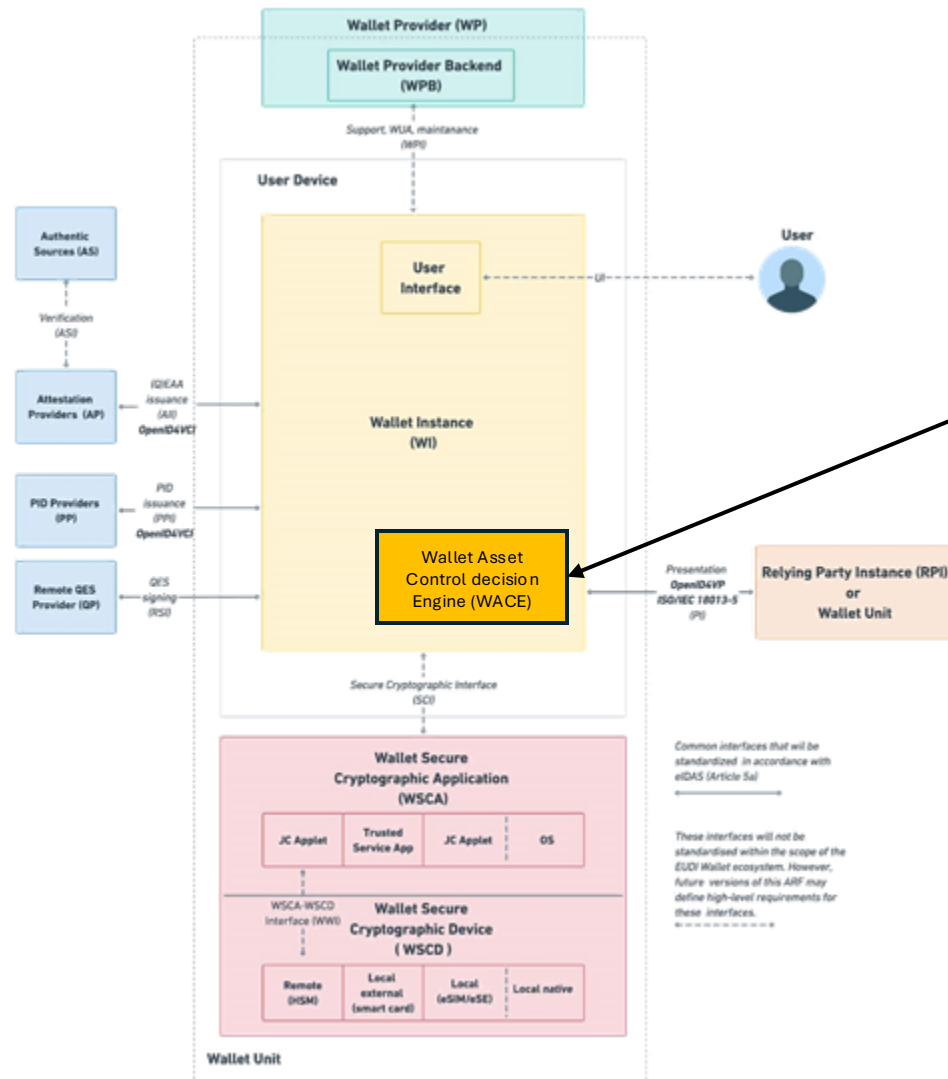 Wallet Provider (WP)
Wallet Provider Backend
(WPB)
Support, WUA, maintanance
(WPI)
User Device
User
Interface
UI
User
Authentic
Sources (AS)
Verification
(ASI)
Attestation
Providers (AP)
(Q)EAA
issuance
(AII)
OpenID4VCI
Wallet Instance
(WI)
PID Providers
(PP)
PID
issuance
(PPI)
OpenID4VCI
Remote QES
Provider (QP)
QES
signing
(RSI)
Wallet Asset
Control decision
Engine (WACE)
Presentation
OpenID4VP
ISO/IEC 18013-5
(PI)
Relying Party Instance (RPI)
or
Wallet Unit
Secure Cryptographic Interface
(SCI)
Wallet Secure
Cryptographic Application
(WSCA)
JC Applet
Trusted
Service App
JC Applet
OS
WSCA-WSCD
Interface (WWI)
Wallet Secure
Cryptographic Device
( WSCD )
Remote
(HSM)
Local
external
(smart card)
Local
(eSIM/eSE)
Local native
Wallet Unit
Common interfaces that wil be
standardized in accordance with
eIDAS (Article 5a)
These interfaces will not be
standardised within the scope of the
EUDI Wallet ecosystem. However,
future versions of this ARF may
define high-level requirements for
these interfaces.